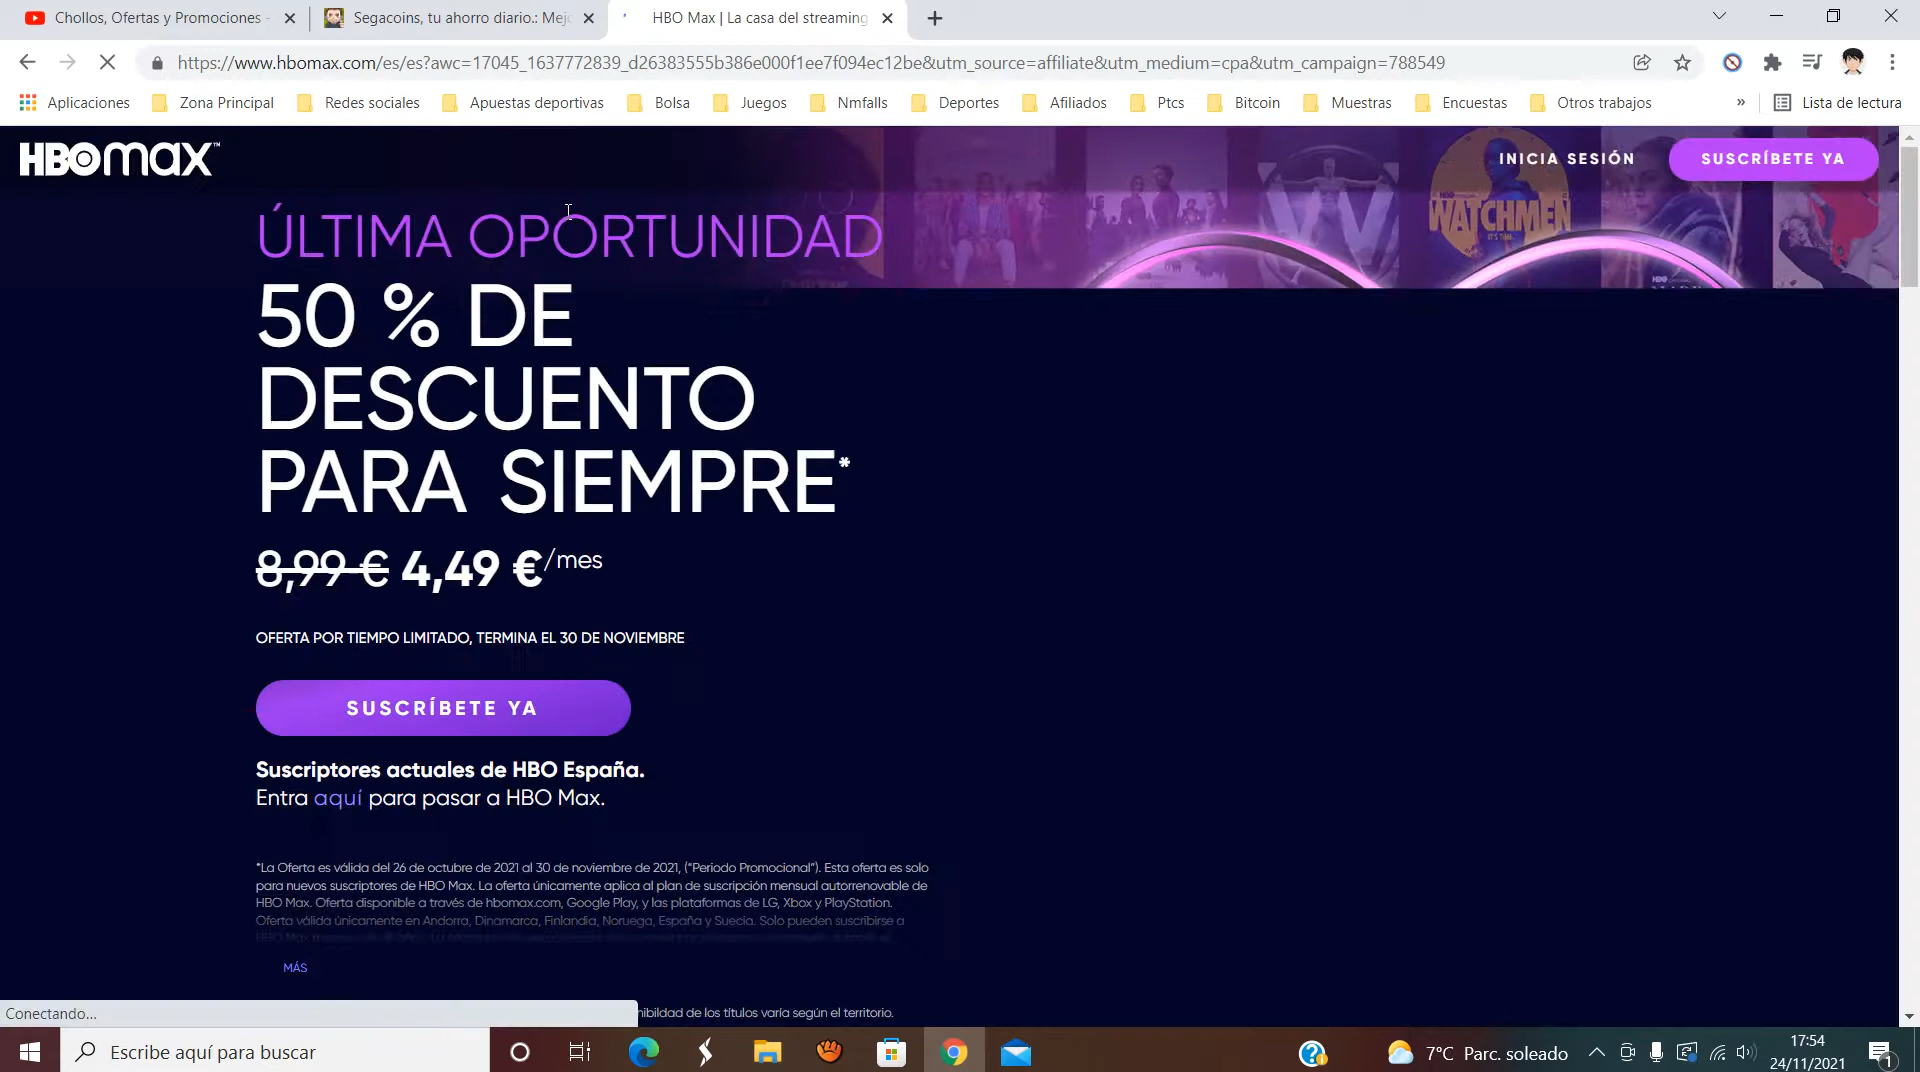 Chollos, Ofertas y Promociones -
Segacoins, tu ahorro diario.: Mejo
HBO Max | La casa del streaming
https://www.hbomax.com/es/es?awc=17045_1637772839_d26383555b386e000f1ee7f094ec12be&utm_source=affiliate&utm_medium=cpa&utm_campaign=788549
Aplicaciones
Zona Principal
Redes sociales
Apuestas deportivas
Bolsa
Juegos
Nmfalls
Deportes
Afiliados
Ptcs
Bitcoin
Muestras
Encuestas
Otros trabajos
»
Lista de lectura
HBOmax™
INICIA SESIÓN
SUSCRÍBETE YA
WATCHMEN
ÚLTIMA OPORTUNIDAD
50 % DE
DESCUENTO
PARA SIEMPRE*
8,99 € 4,49 €/mes
OFERTA POR TIEMPO LIMITADO, TERMINA EL 30 DE NOVIEMBRE
SUSCRÍBETE YA
Suscriptores actuales de HBO España.
Entra aquí para pasar a HBO Max.
*La Oferta es válida del 26 de octubre de 2021 al 30 de noviembre de 2021, ("Periodo Promocional"). Esta oferta es solo
para nuevos suscriptores de HBO Max. La oferta únicamente aplica al plan de suscripción mensual autorrenovable de
HBO Max. Oferta disponible a través de hbomax.com, Google Play, y las plataformas de LG, Xbox y PlayStation.
Oferta válida únicamente en Andorra, Dinamarca, Finlandia, Noruega, España y Suecia. Solo pueden suscribirse a
HBO Max
MÁS
Conectando...
nibildad de los títulos varía según el territorio.
Escribe aquí para buscar
7°C Parc. soleado
17:54
24/11/2021
1